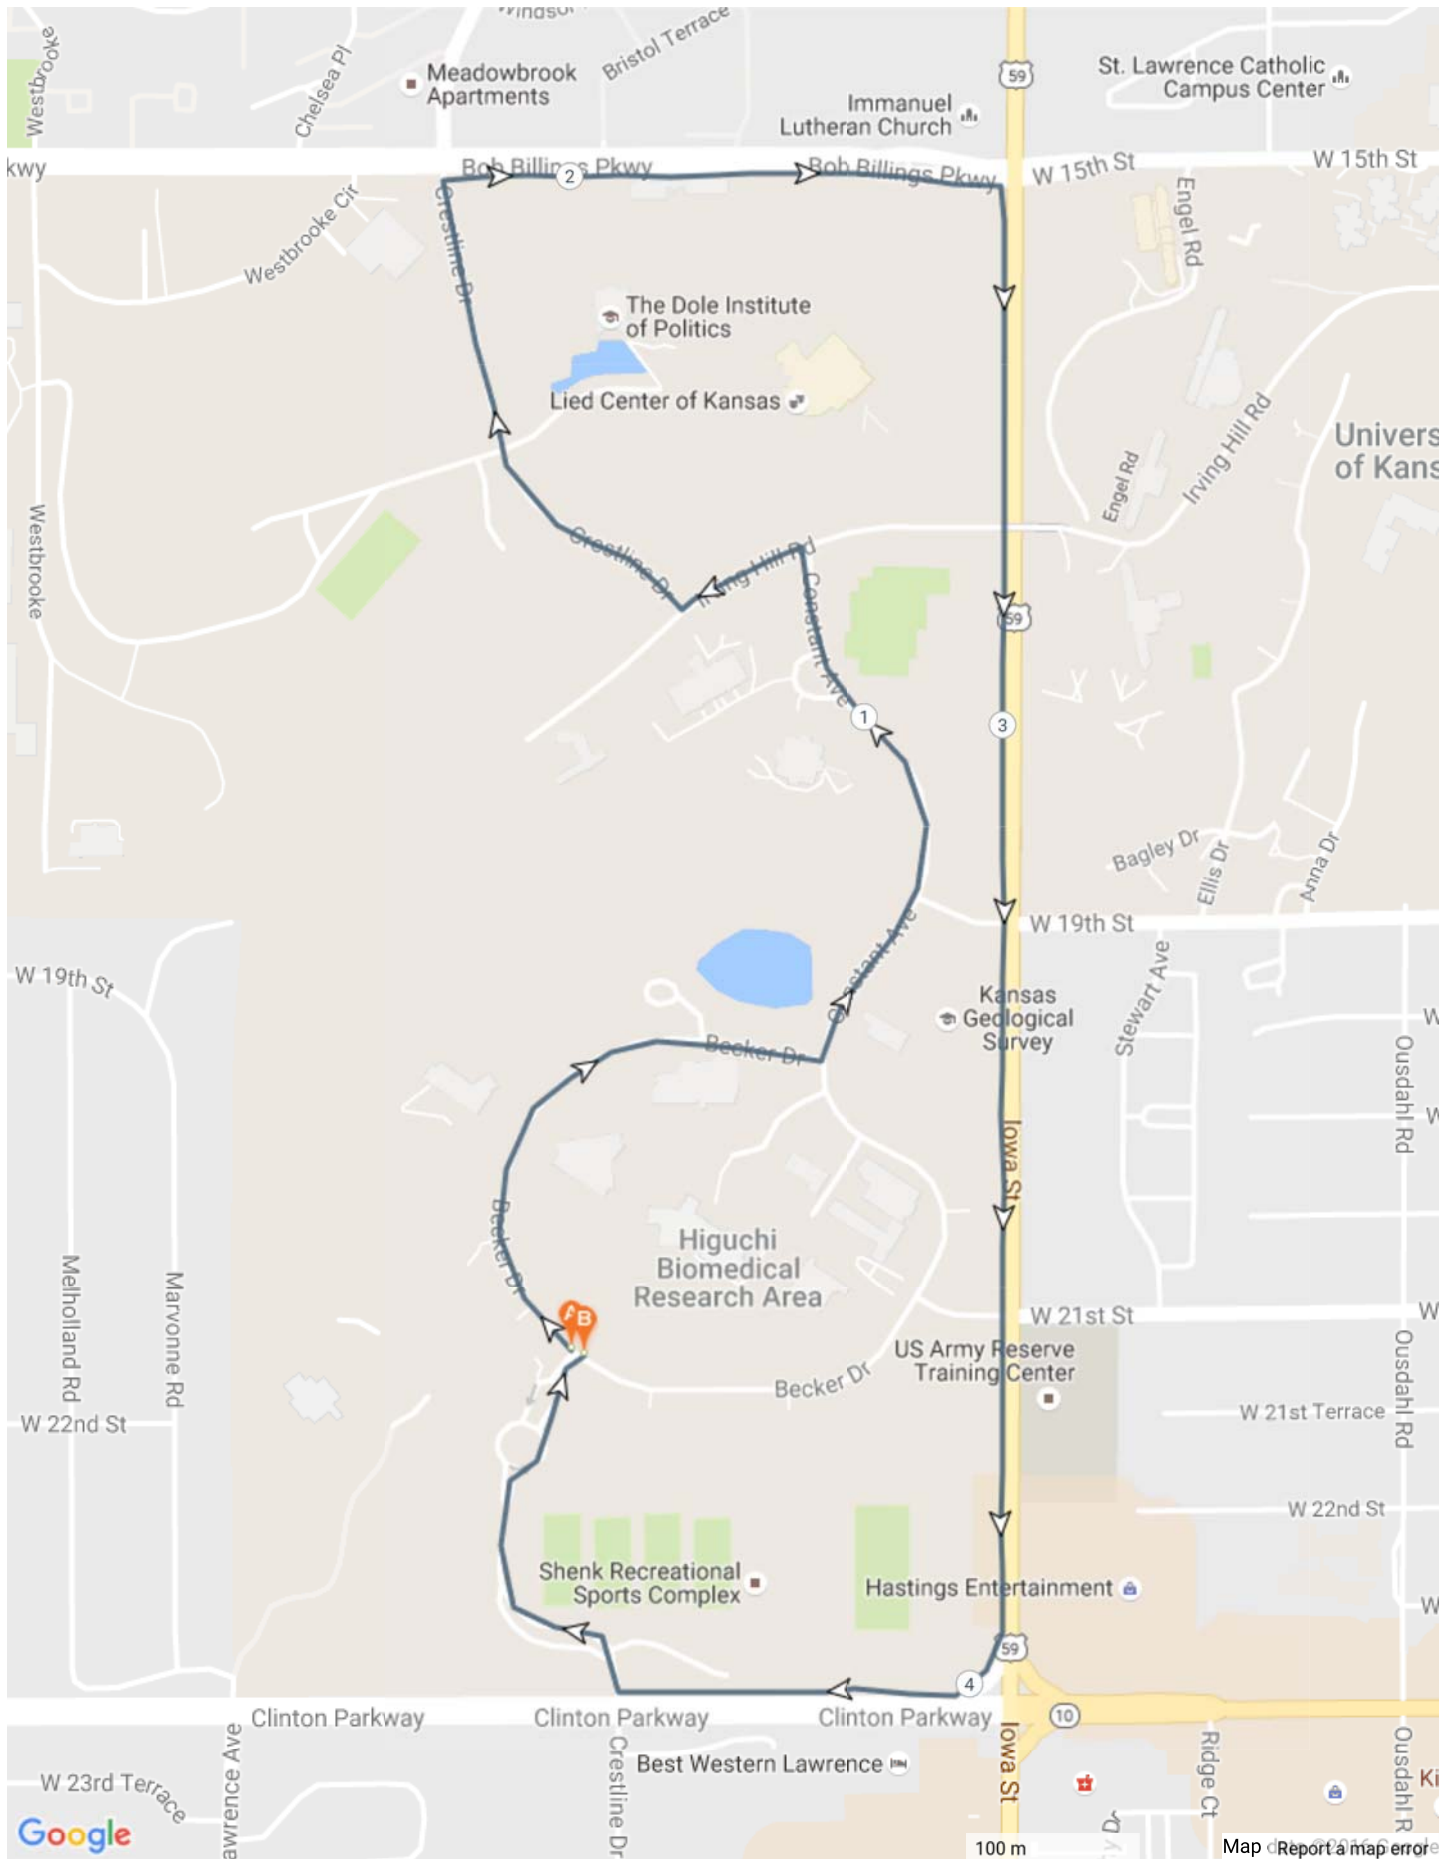 Westbrooke
Chelsea Pl
Bristol Terrace
Meadowbrook
Apartments
59
St. Lawrence Catholic
Campus Center
Immanuel
Lutheran Church
kwy
Bob Billings Pkwy
2
Bob Billings Pkwy
W 15th St
W 15th St
Westbrooke Cir
Crestline Dr
Engel Rd
The Dole Institute
of Politics
Lied Center of Kansas
Irving Hill Rd
Engel Rd
Univers
of Kans
Westbrooke
Crestline Dr
Irving Hill Rd
Constant Ave
59
1
3
Bagley Dr
Ellis Dr
Anna Dr
W 19th St
W 19th St
Constant Ave
Stewart Ave
Kansas
Geological
Survey
W
Ousdahl Rd
Becker Dr
W
Iowa St
Becker Dr
Higuchi
Biomedical
Research Area
Melholland Rd
Marvonne Rd
A
B
W 21st St
W
US Army Reserve
Training Center
Becker Dr
Ousdahl Rd
W 22nd St
W 21st Terrace
W 22nd St
Shenk Recreational
Sports Complex
Hastings Entertainment
W
59
4
Clinton Parkway
Clinton Parkway
Clinton Parkway
10
Iowa St
Best Western Lawrence
Crestline Dr
Ridge Ct
Ousdahl R
W 23rd Terrace
awrence Ave
Ki
y Dr
Google
100 m
Map
Report a map error